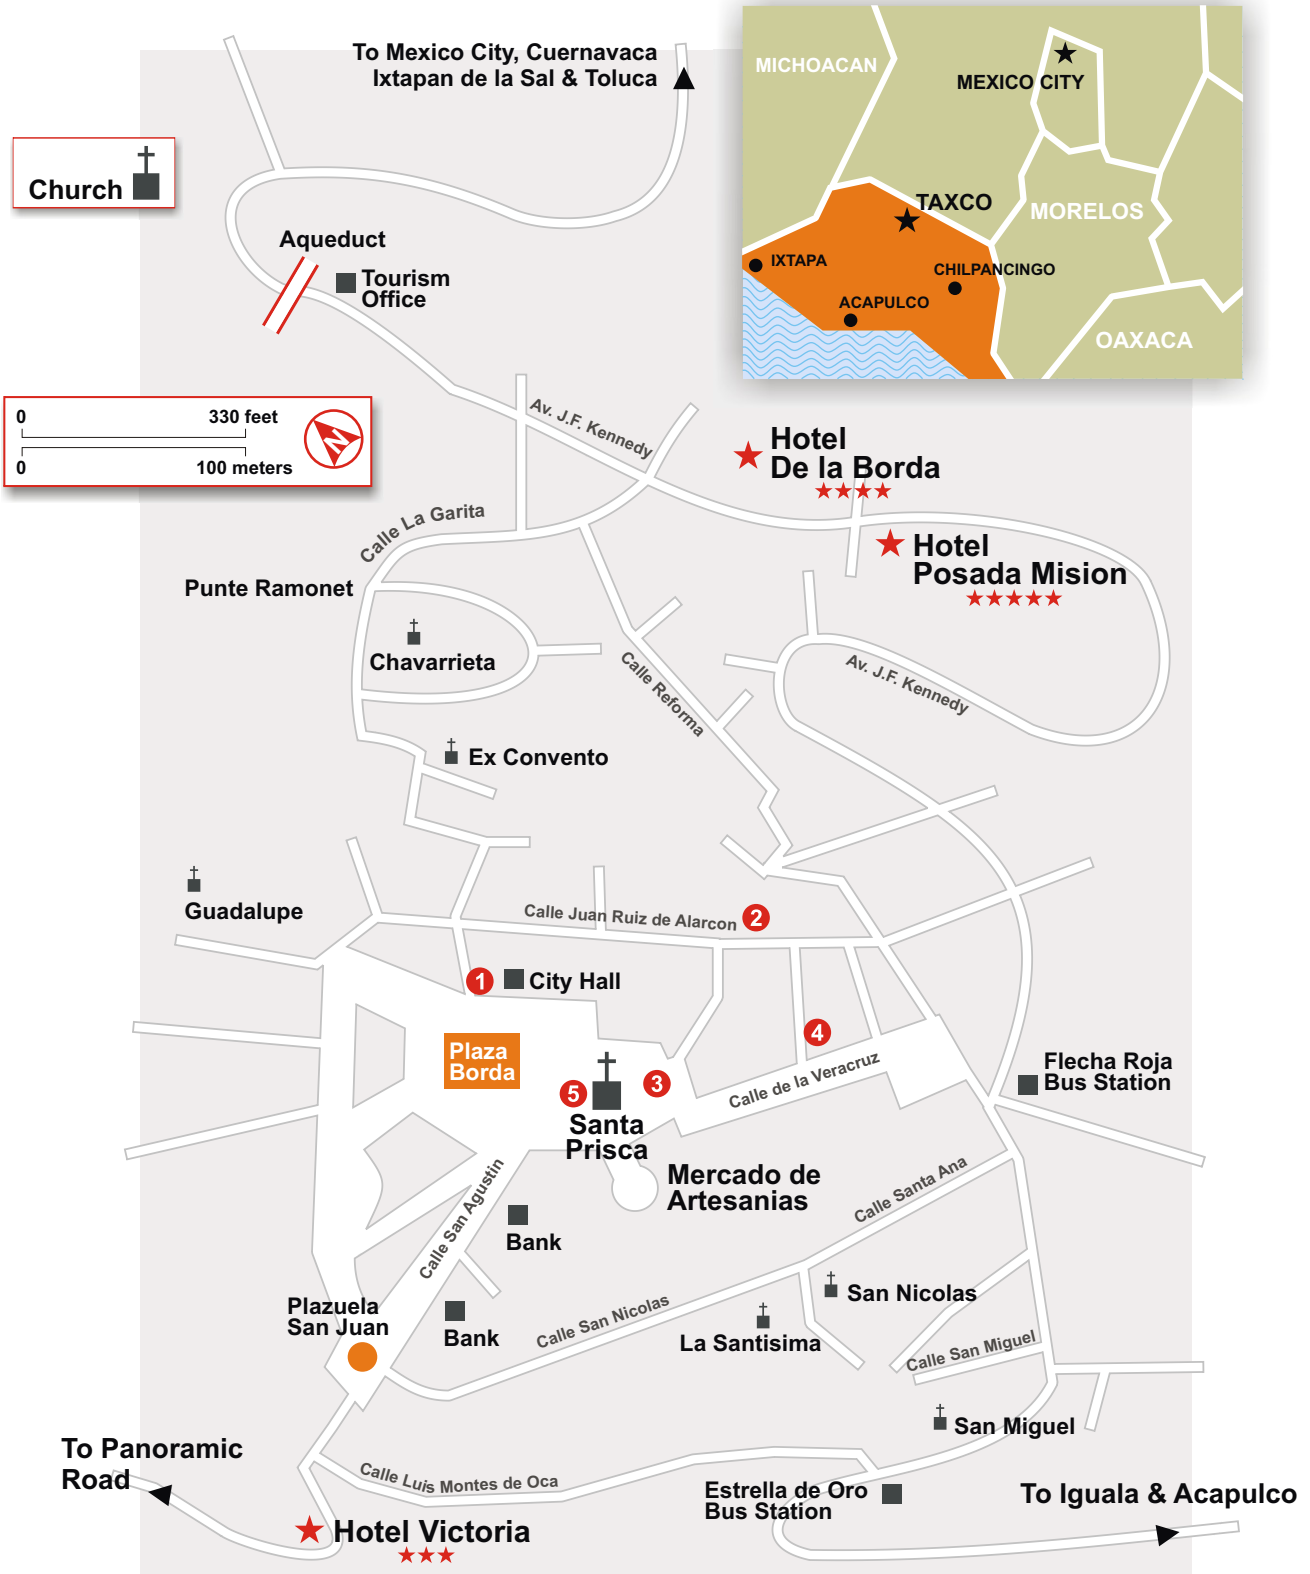 To Mexico City, Cuernavaca
Ixtapan de la Sal & Toluca
MICHOACAN
MEXICO CITY
TAXCO
MORELOS
IXTAPA
CHILPANCINGO
ACAPULCO
OAXACA
Church
Aqueduct
Tourism
Office
0
330 feet
0
100 meters
N
Av. J.F. Kennedy
Hotel
De la Borda
Calle La Garita
Hotel
Posada Mision
Punte Ramonet
Chavarrieta
Calle Reforma
Av. J.F. Kennedy
Ex Convento
Guadalupe
Calle Juan Ruiz de Alarcon
2
1
City Hall
4
Plaza
Borda
Flecha Roja
Bus Station
Calle de la Veracruz
3
5
Santa
Prisca
Mercado de
Artesanias
Calle Santa Ana
Calle San Agustin
Bank
San Nicolas
Plazuela
San Juan
Bank
Calle San Nicolas
La Santisima
Calle San Miguel
San Miguel
To Panoramic
Road
Calle Luis Montes de Oca
Estrella de Oro
Bus Station
To Iguala & Acapulco
Hotel Victoria